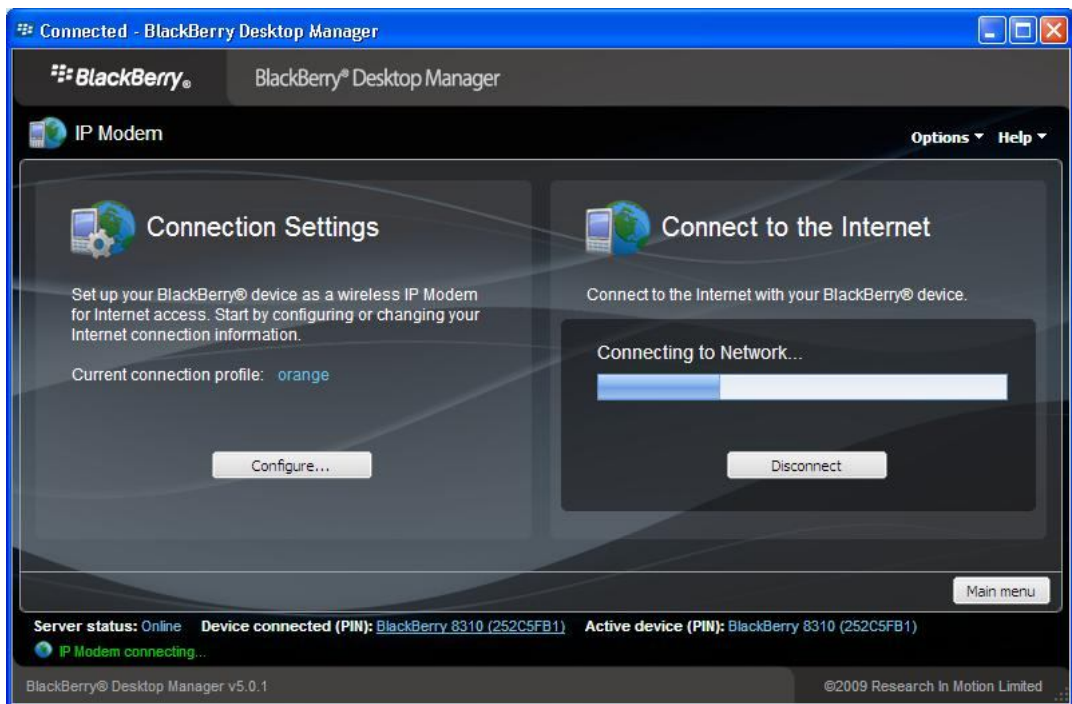 Connected - BlackBerry Desktop Manager
BlackBerry®
BlackBerry® Desktop Manager
IP Modem
Options
Help
Connection Settings
Set up your BlackBerry® device as a wireless IP Modem
for Internet access. Start by configuring or changing your
Internet connection information.
Current connection profile: orange
Configure...
Connect to the Internet
Connect to the Internet with your BlackBerry® device.
Connecting to Network...
Disconnect
Main menu
Server status: Online Device connected (PIN): BlackBerry 8310 (252C5FB1) Active device (PIN): BlackBerry 8310 (252C5FB1)
IP Modem connecting...
BlackBerry® Desktop Manager v5.0.1
©2009 Research In Motion Limited